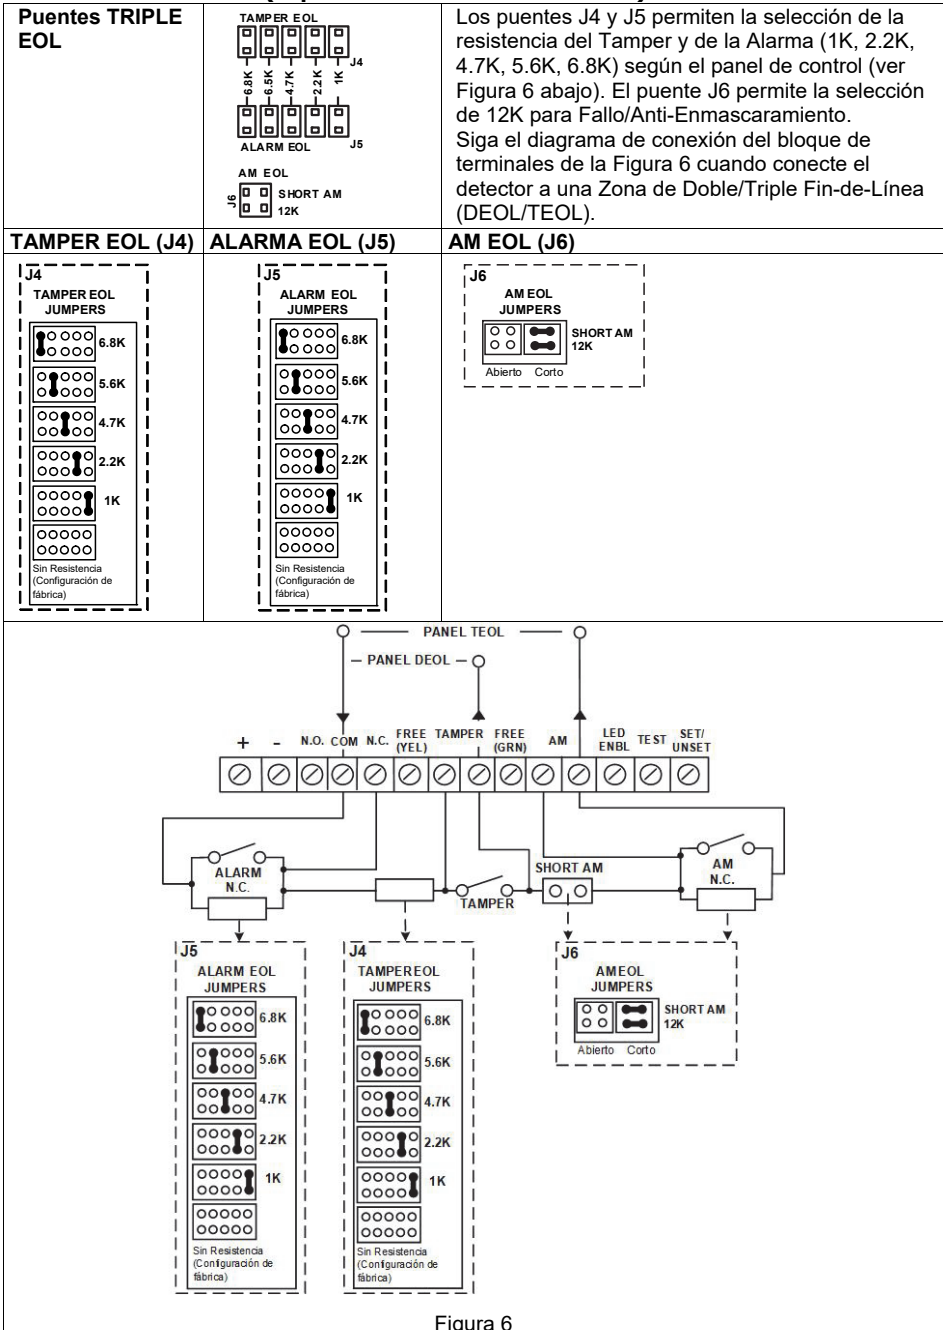 Puentes TRIPLE
EOL
TAMPER EOL
J4
6.8K
6.5K
4.7K
2.2K
1K
ALARM EOL
J5
AM EOL
J6
SHORT AM
12K
Los puentes J4 y J5 permiten la selección de la
resistencia del Tamper y de la Alarma (1K, 2.2K,
4.7K, 5.6K, 6.8K) según el panel de control (ver
Figura 6 abajo). El puente J6 permite la selección
de 12K para Fallo/Anti-Enmascaramiento.
Siga el diagrama de conexión del bloque de
terminales de la Figura 6 cuando conecte el
detector a una Zona de Doble/Triple Fin-de-Línea
(DEOL/TEOL).
TAMPER EOL (J4)
ALARMA EOL (J5)
AM EOL (J6)
J4
TAMPER EOL
JUMPERS
6.8K
5.6K
4.7K
2.2K
1K
Sin Resistencia
(Configuración de
fábrica)
J5
ALARM EOL
JUMPERS
6.8K
5.6K
4.7K
2.2K
1K
Sin Resistencia
(Configuración de
fábrica)
J6
AM EOL
JUMPERS
SHORT AM
12K
Abierto Corto
PANEL TEOL
PANEL DEOL
+ - N.O. COM N.C. FREE (YEL) TAMPER FREE (GRN) AM LED ENBL TEST SET/ UNSET
ALARM
N.C.
TAMPER
SHORT AM
AM
N.C.
J5
ALARM EOL
JUMPERS
6.8K
5.6K
4.7K
2.2K
1K
Sin Resistencia
(Configuración de
fábrica)
J4
TAMPER EOL
JUMPERS
6.8K
5.6K
4.7K
2.2K
1K
Sin Resistencia
(Configuración de
fábrica)
J6
AM EOL
JUMPERS
SHORT AM
12K
Abierto Corto
Figura 6